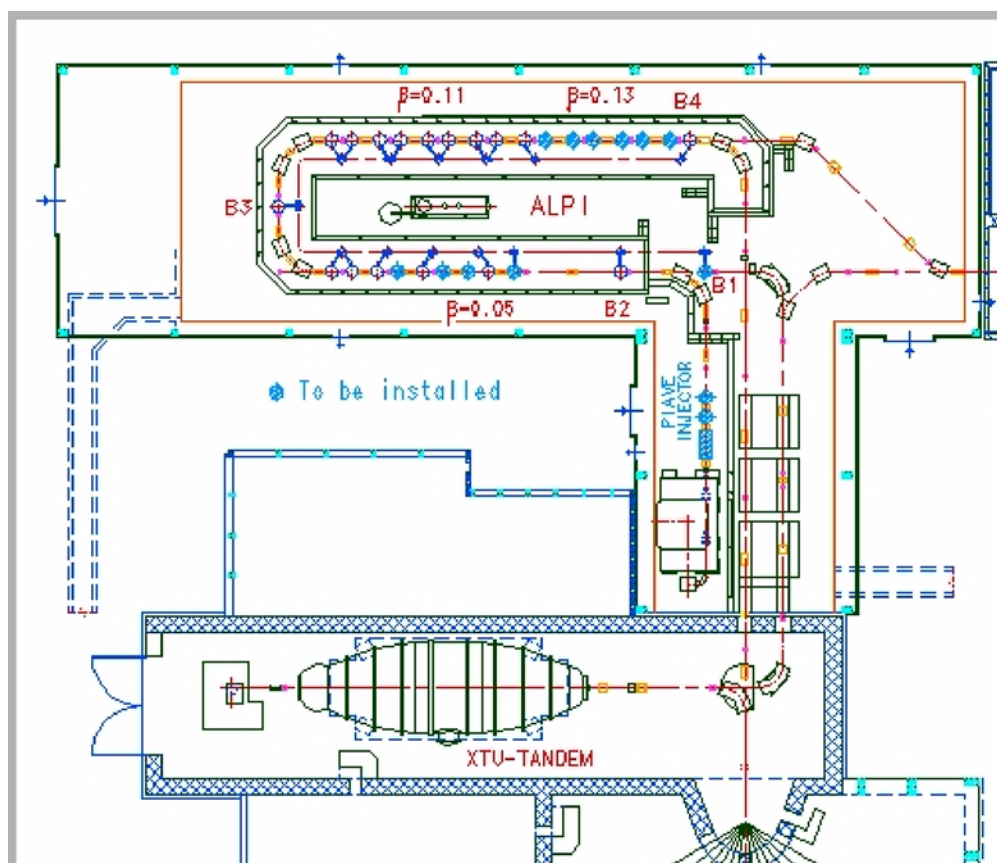 β=0.11
β=0.13
B4
B3
ALPI
B1
β=0.05
B2
To be installed
PIAVE
INJECTOR
XTU-TANDEM